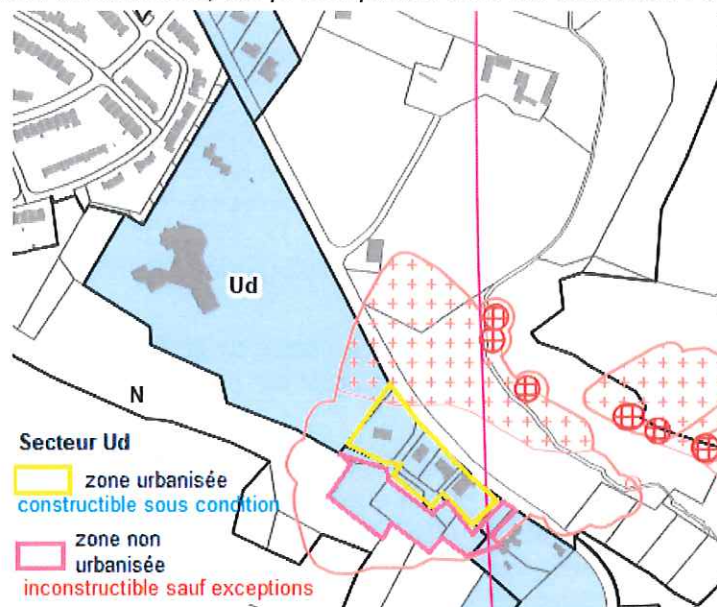 Ud
N
Secteur Ud
zone urbanisée
constructible sous condition
zone non
urbanisée
inconstructible sauf exceptions